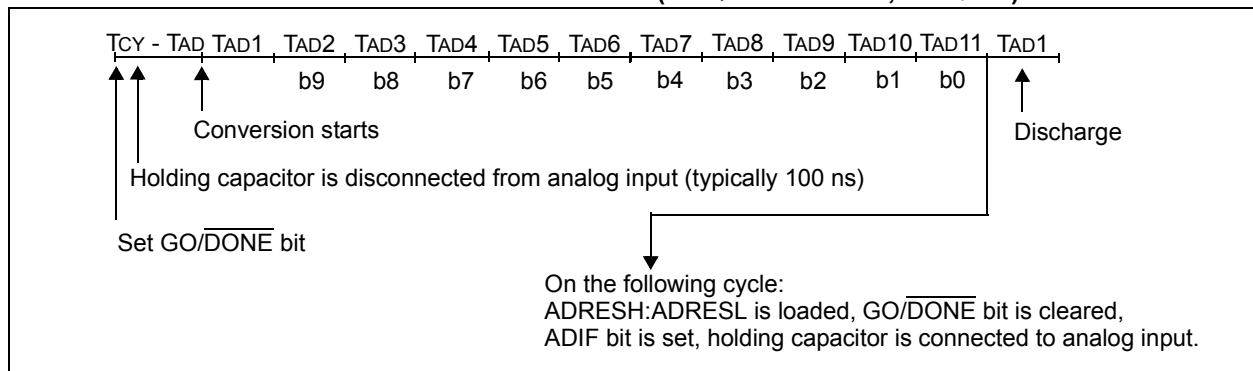 TCY - TAD TAD1 TAD2 TAD3 TAD4 TAD5 TAD6 TAD7 TAD8 TAD9 TAD10 TAD11 TAD1
b9 b8 b7 b6 b5 b4 b3 b2 b1 b0
Conversion starts
Discharge
Holding capacitor is disconnected from analog input (typically 100 ns)
Set GO/DONE bit
On the following cycle:
ADRESH:ADRESL is loaded, GO/DONE bit is cleared,
ADIF bit is set, holding capacitor is connected to analog input.